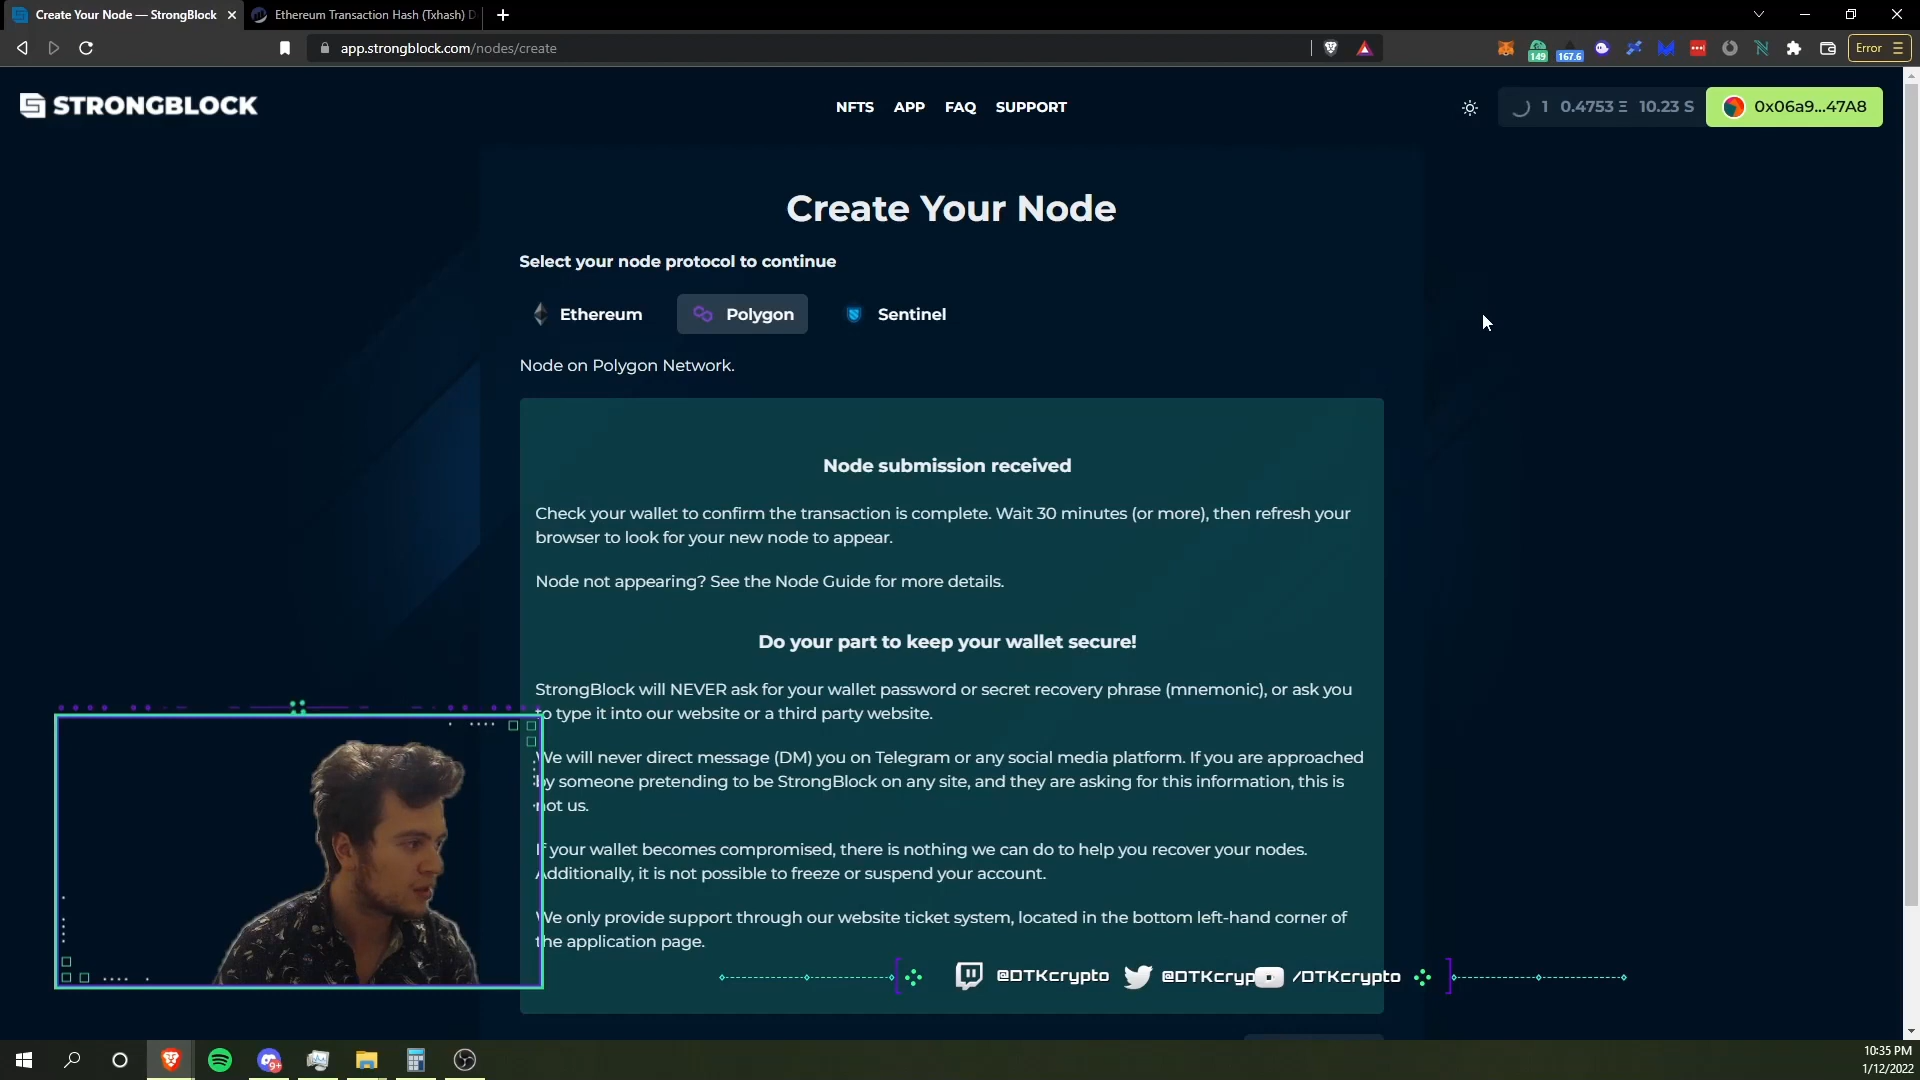 Create Your Node — StrongBlock
Ethereum Transaction Hash (Txhash) D
app.strongblock.com/nodes/create
149
167.6
Error
STRONGBLOCK
NFTS APP FAQ SUPPORT
1 0.4753 Ξ 10.23 S
0x06a9...47A8
Create Your Node
Select your node protocol to continue
Ethereum
Polygon
Sentinel
Node on Polygon Network.
Node submission received
Check your wallet to confirm the transaction is complete. Wait 30 minutes (or more), then refresh your
browser to look for your new node to appear.
Node not appearing? See the Node Guide for more details.
Do your part to keep your wallet secure!
StrongBlock will NEVER ask for your wallet password or secret recovery phrase (mnemonic), or ask you
to type it into our website or a third party website.
We will never direct message (DM) you on Telegram or any social media platform. If you are approached
by someone pretending to be StrongBlock on any site, and they are asking for this information, this is
not us.
If your wallet becomes compromised, there is nothing we can do to help you recover your nodes.
Additionally, it is not possible to freeze or suspend your account.
We only provide support through our website ticket system, located in the bottom left-hand corner of
the application page.
@DTKcrypto
@DTKcryp
/DTKcrypto
9+
10:35 PM
1/12/2022